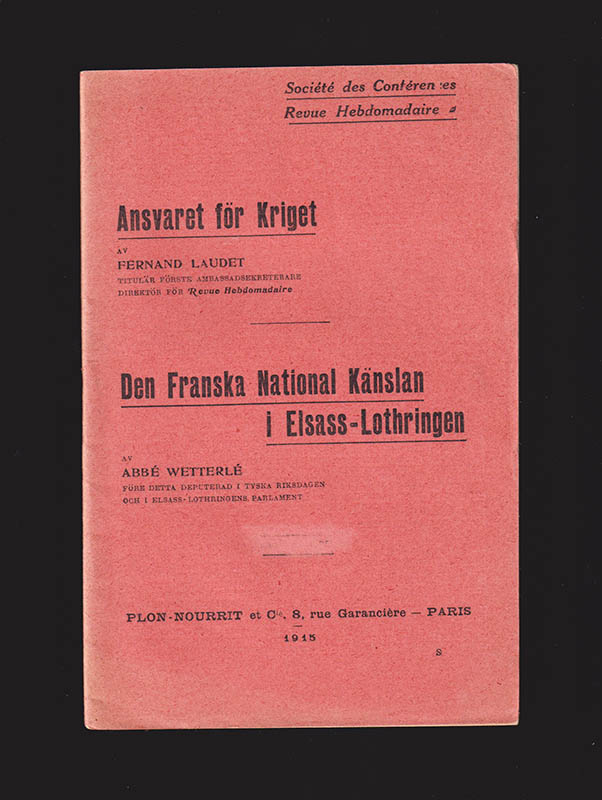 Société des Conférences
Revue Hebdomadaire
Ansvaret för Kriget
AV
FERNAND LAUDET
TITULÄR FÖRSTE AMBASSADSEKRETERARE
DIREKTÖR FÖR Revue Hebdomadaire
Den Franska National Känslan
i Elsass-Lothringen
AV
ABBÉ WETTERLÉ
FÖRE DETTA DEPUTERAD I TYSKA RIKSDAGEN
OCH I ELSASS-LOTHRINGENS, PARLAMENT
PLON-NOURRIT et Cie, 8, rue Garancière — PARIS
1915
S